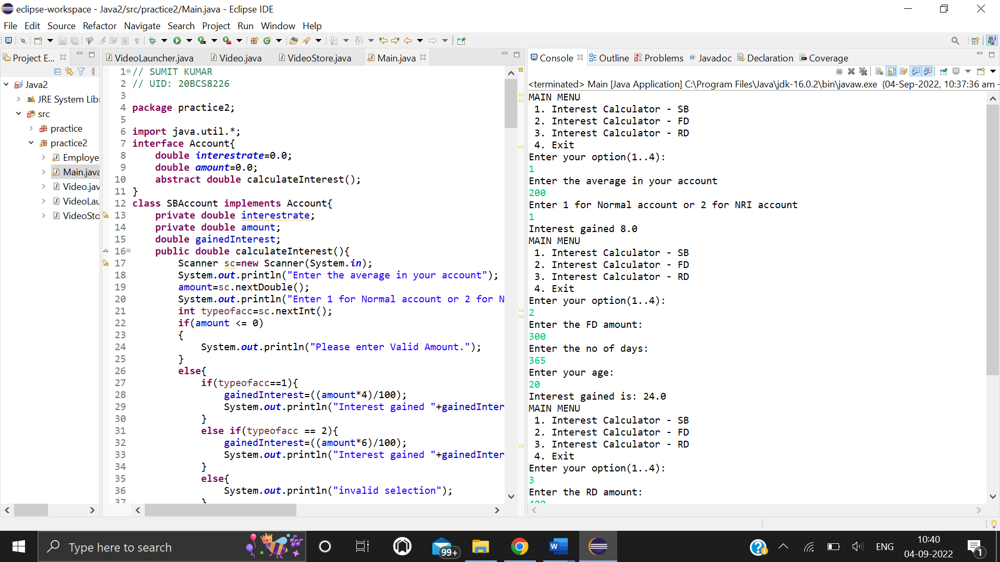 eclipse-workspace - Java2/src/practice2/Main.java - Eclipse IDE
File Edit Source Refactor Navigate Search Project Run Window Help
Project E...
Java2
JRE System Libr
src
practice
practice2
Employe
Main.java
Video.jav
VideoLau
VideoSto
VideoLauncher.java Video.java VideoStore.java Main.java
1 // SUMIT KUMAR
2 // UID: 20BCS8226
3
4 package practice2;
5
6 import java.util.*;
7 interface Account{
8 double interestrate=0.0;
9 double amount=0.0;
10 abstract double calculateInterest();
11 }
12 class SBAccount implements Account{
13 private double interestrate;
14 private double amount;
15 double gainedInterest;
16 public double calculateInterest(){
17 Scanner sc=new Scanner(System.in);
18 System.out.println("Enter the average in your account");
19 amount=sc.nextDouble();
20 System.out.println("Enter 1 for Normal account or 2 for N
21 int typeofacc=sc.nextInt();
22 if(amount <= 0)
23 {
24 System.out.println("Please enter Valid Amount.");
25 }
26 else{
27 if(typeofacc==1){
28 gainedInterest=((amount*4)/100);
29 System.out.println("Interest gained "+gainedInter
30 }
31 else if(typeofacc == 2){
32 gainedInterest=((amount*6)/100);
33 System.out.println("Interest gained "+gainedInter
34 }
35 else{
36 System.out.println("invalid selection");
37 }
Console Outline Problems @ Javadoc Declaration Coverage
<terminated> Main [Java Application] C:\Program Files\Java\jdk-16.0.2\bin\javaw.exe (04-Sep-2022, 10:37:36 am -
MAIN MENU
1. Interest Calculator - SB
2. Interest Calculator - FD
3. Interest Calculator - RD
4. Exit
Enter your option(1..4):
1
Enter the average in your account
200
Enter 1 for Normal account or 2 for NRI account
1
Interest gained 8.0
MAIN MENU
1. Interest Calculator - SB
2. Interest Calculator - FD
3. Interest Calculator - RD
4. Exit
Enter your option(1..4):
2
Enter the FD amount:
300
Enter the no of days:
365
Enter your age:
20
Interest gained is: 24.0
MAIN MENU
1. Interest Calculator - SB
2. Interest Calculator - FD
3. Interest Calculator - RD
4. Exit
Enter your option(1..4):
3
Enter the RD amount:
Type here to search
99+
W
ENG
10:40
04-09-2022
1